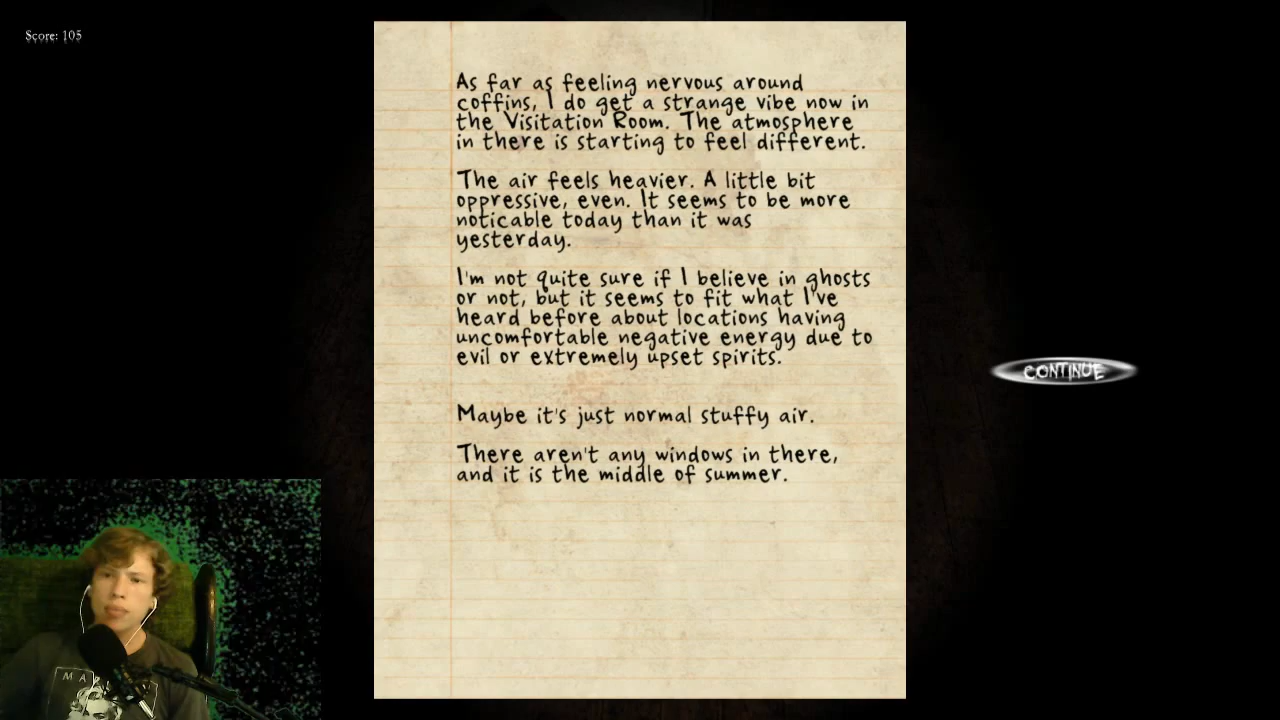 Score: 105
As far as feeling nervous around
coffins, I do get a strange vibe now in
the Visitation Room. The atmosphere
in there is starting to feel different.
The air feels heavier. A little bit
oppressive, even. It seems to be more
noticable today than it was
yesterday.
I'm not quite sure if I believe in ghosts
or not, but it seems to fit what I've
heard before about locations having
uncomfortable negative energy due to
evil or extremely upset spirits.
Maybe it's just normal stuffy air.
There aren't any windows in there,
and it is the middle of summer.
CONTINUE
MA